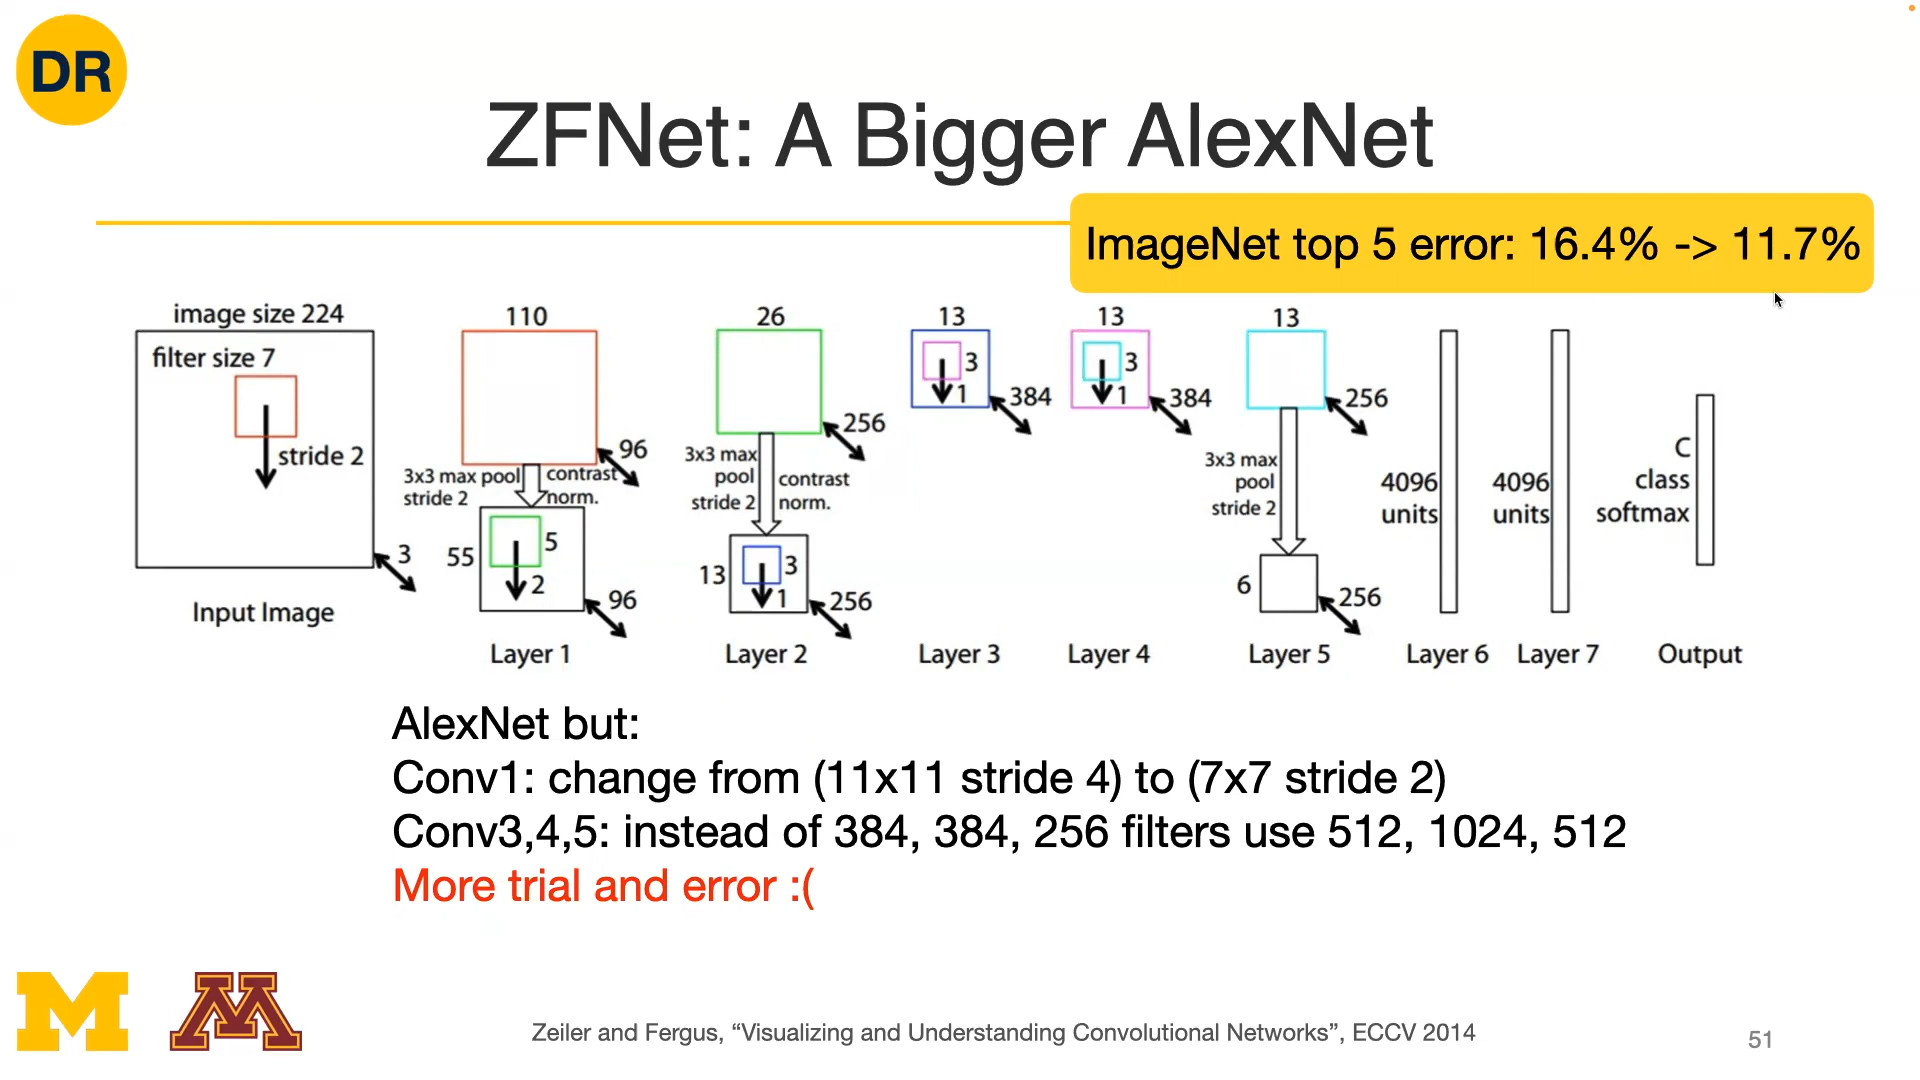 DR
ZFNet: A Bigger AlexNet
ImageNet top 5 error: 16.4% -> 11.7%
image size 224
filter size 7
stride 2
3
Input Image
110
96
3x3 max pool
stride 2
contrast
norm.
55
5
2
96
Layer 1
26
256
3x3 max
pool
stride 2
contrast
norm.
13
3
1
256
Layer 2
13
3
1
384
Layer 3
13
3
1
384
Layer 4
13
256
3x3 max
pool
stride 2
6
256
Layer 5
4096
units
Layer 6
4096
units
Layer 7
C
class
softmax
Output
AlexNet but:
Conv1: change from (11x11 stride 4) to (7x7 stride 2)
Conv3,4,5: instead of 384, 384, 256 filters use 512, 1024, 512
More trial and error :(
M
M
Zeiler and Fergus, “Visualizing and Understanding Convolutional Networks”, ECCV 2014
51